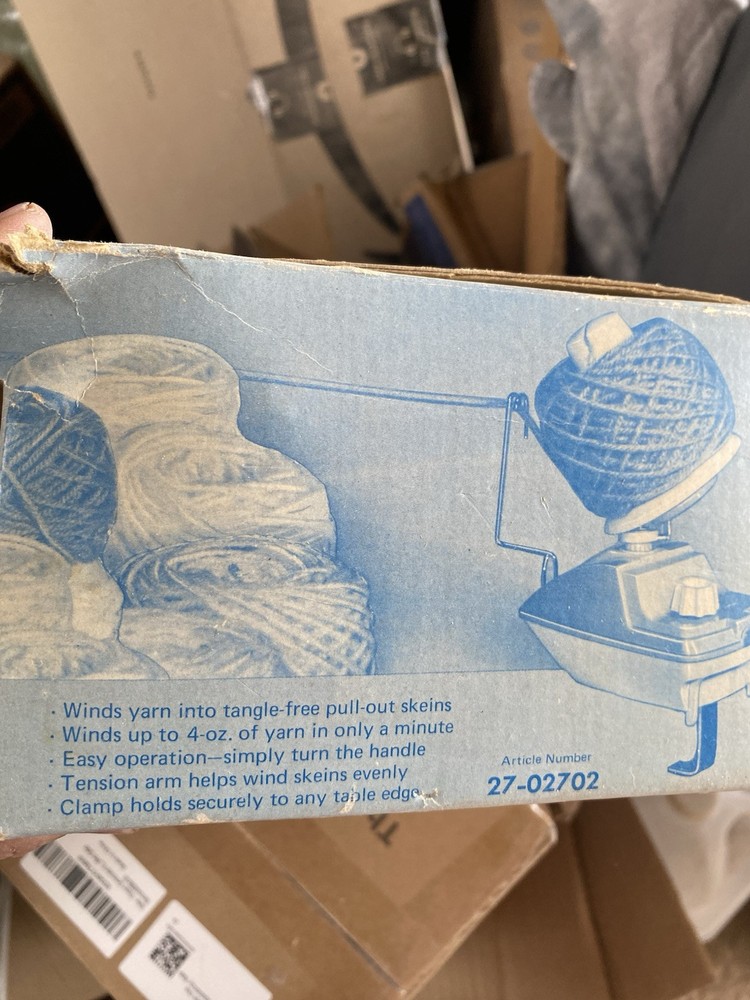 · Winds yarn into tangle-free pull-out skeins
· Winds up to 4-oz. of yarn in only a minute
· Easy operation—simply turn the handle
· Tension arm helps wind skeins evenly
· Clamp holds securely to any table edge
Article Number
27-02702